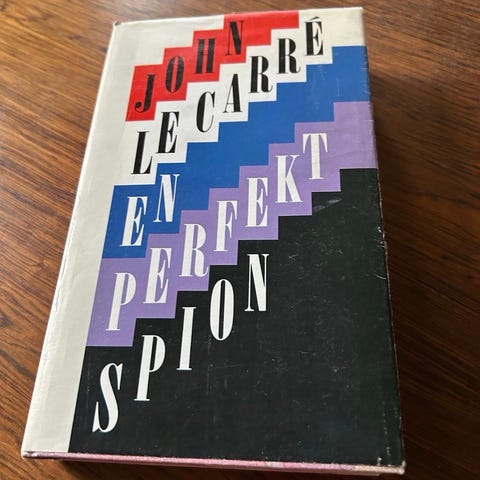 JOHN
LE CARRÉ
EN
PERFEKT
SPION